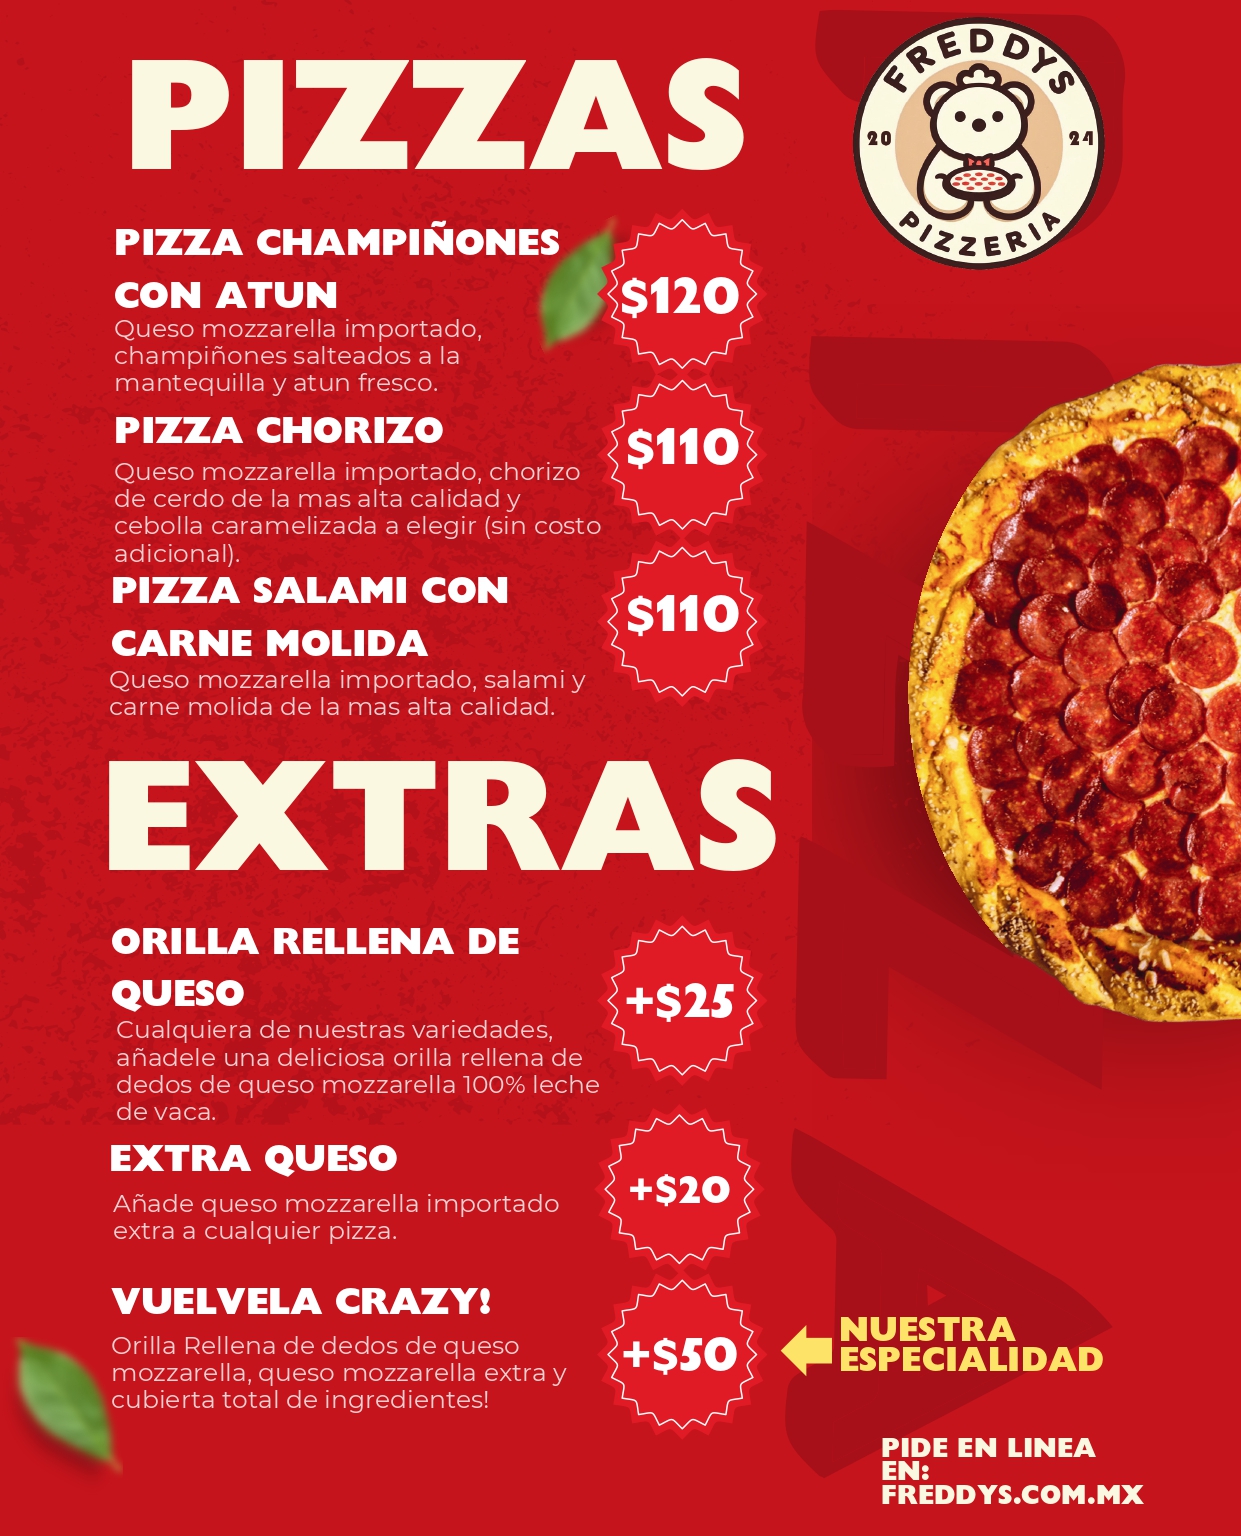 PIZZAS
FREDDYS
20 24
PIZZERIA
PIZZA CHAMPIÑONES
CON ATUN
$120
Queso mozzarella importado,
champiñones salteados a la
mantequilla y atun fresco.
PIZZA CHORIZO
$110
Queso mozzarella importado, chorizo
de cerdo de la mas alta calidad y
cebolla caramelizada a elegir (sin costo
adicional).
PIZZA SALAMI CON
CARNE MOLIDA
$110
Queso mozzarella importado, salami y
carne molida de la mas alta calidad.
EXTRAS
ORILLA RELLENA DE
QUESO
+$25
Cualquiera de nuestras variedades,
añadele una deliciosa orilla rellena de
dedos de queso mozzarella 100% leche
de vaca.
EXTRA QUESO
+$20
Añade queso mozzarella importado
extra a cualquier pizza.
VUELVELA CRAZY!
+$50
Orilla Rellena de dedos de queso
mozzarella, queso mozzarella extra y
cubierta total de ingredientes!
NUESTRA
ESPECIALIDAD
PIDE EN LINEA
EN:
FREDDYS.COM.MX